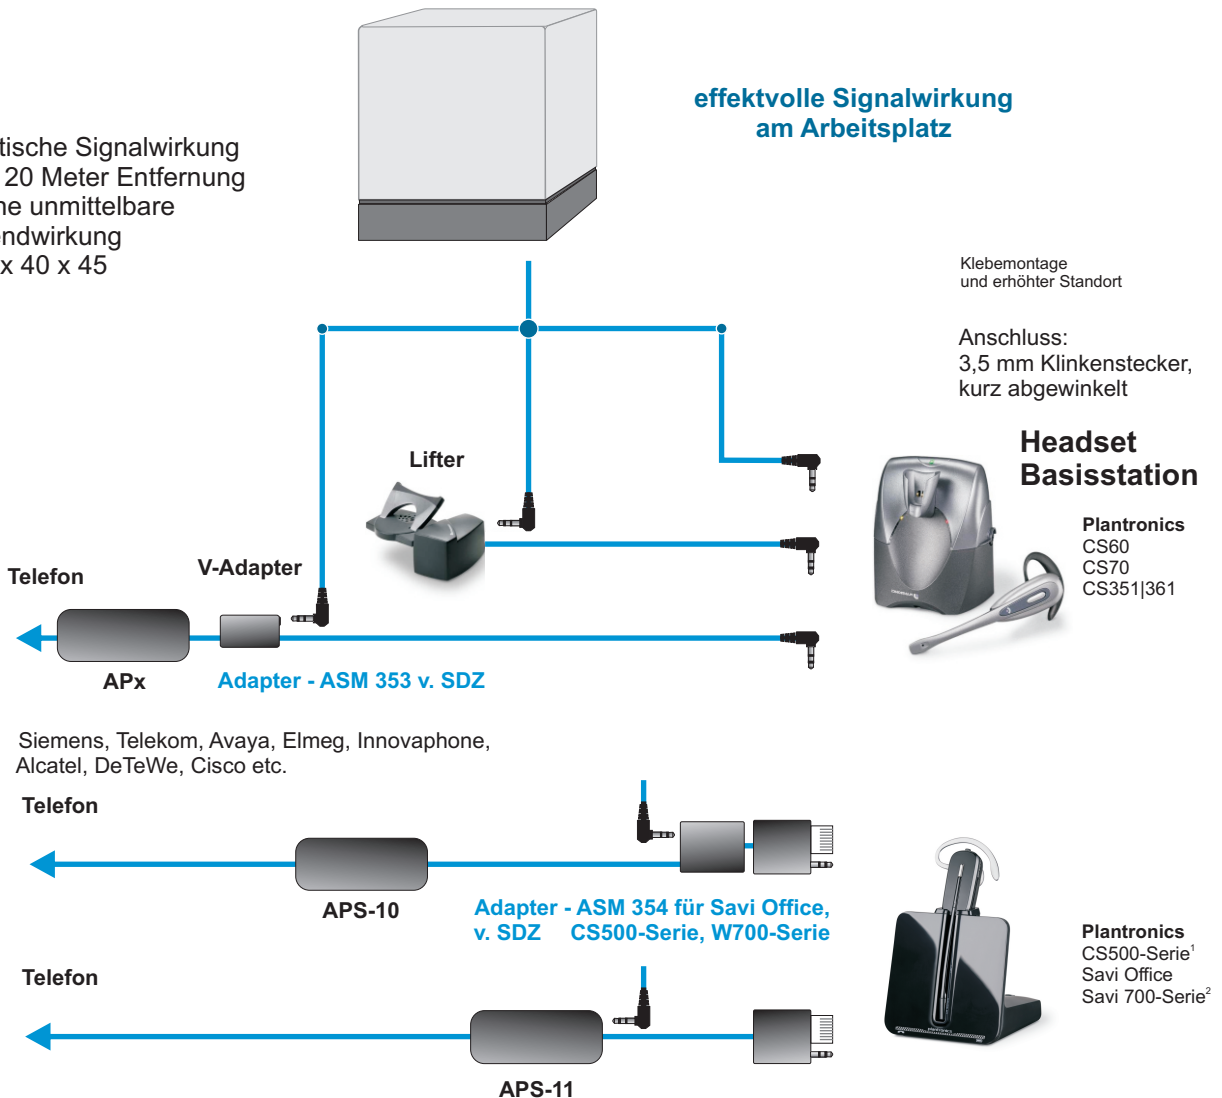 effektvolle Signalwirkung
am Arbeitsplatz
tische Signalwirkung
20 Meter Entfernung
ne unmittelbare
endwirkung
x 40 x 45
Klebemontage
und erhöhter Standort
Anschluss:
3,5 mm Klinkenstecker,
kurz abgewinkelt
Headset
Basisstation
Lifter
Plantronics
CS60
CS70
CS351|361
V-Adapter
Telefon
APx
Adapter - ASM 353 v. SDZ
Siemens, Telekom, Avaya, Elmeg, Innovaphone,
Alcatel, DeTeWe, Cisco etc.
Telefon
APS-10
Adapter - ASM 354 für Savi Office,
v. SDZ CS500-Serie, W700-Serie
Plantronics
CS500-Serie¹
Savi Office
Savi 700-Serie²
Telefon
APS-11